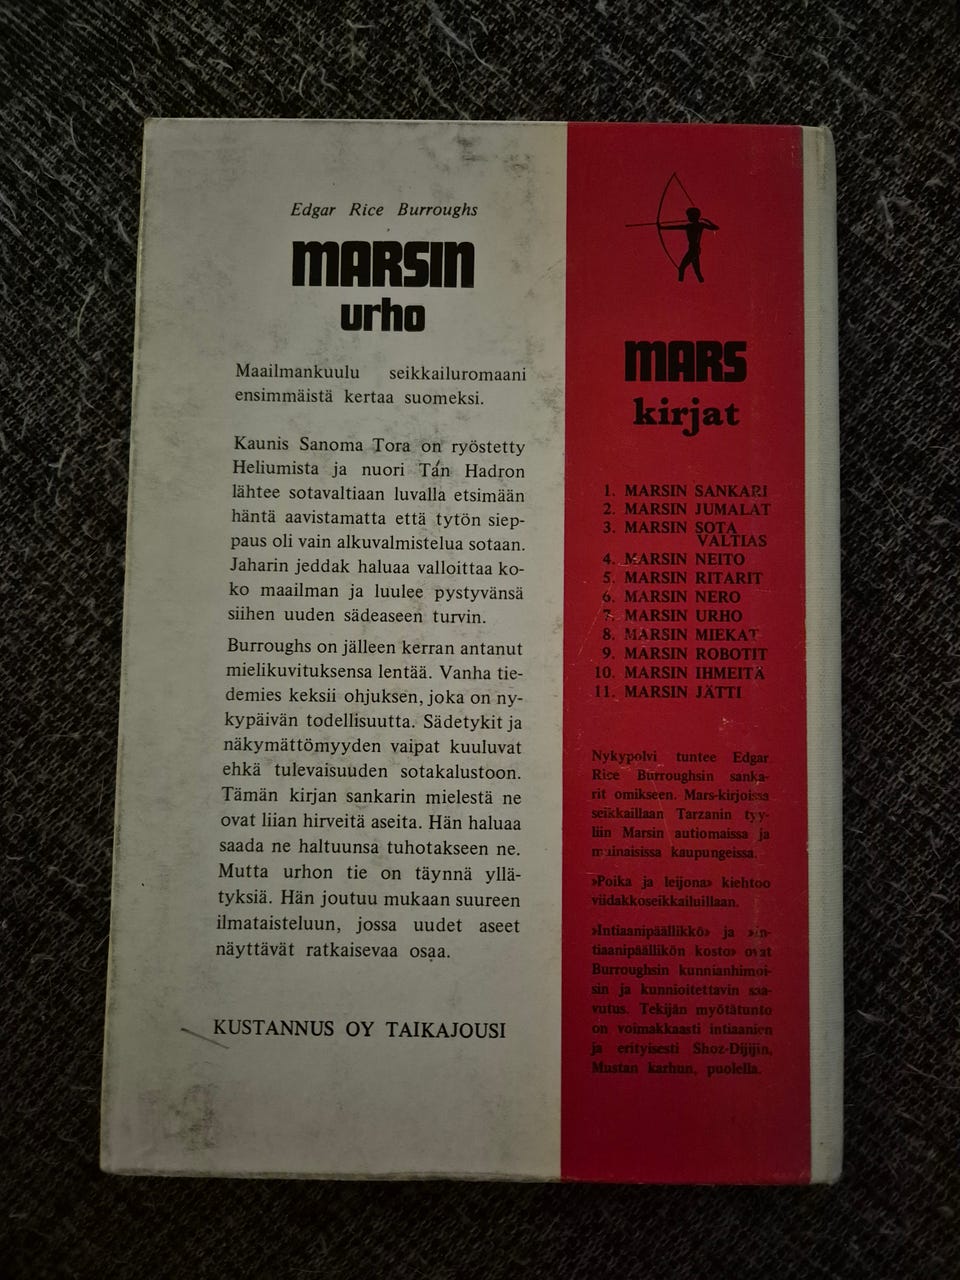 Edgar Rice Burroughs
MARSIN
urho
Maailmankuulu seikkailuromaani
ensimmäistä kertaa suomeksi.
Kaunis Sanoma Tora on ryöstetty
Heliumista ja nuori Tán Hadron
lähtee sotavaltiaan luvalla etsimään
häntä aavistamatta että tytön siep-
paus oli vain alkuvalmistelua sotaan.
Jaharin jeddak haluaa valloittaa ko-
ko maailman ja luulee pystyvänsä
siihen uuden sädeaseen turvin.
Burroughs on jälleen kerran antanut
mielikuvituksensa lentää. Vanha tie-
demies keksii ohjuksen, joka on ny-
kypäivän todellisuutta. Sädetykit ja
näkymättömyyden vaipat kuuluvat
ehkä tulevaisuuden sotakalustoon.
Tämän kirjan sankarin mielestä ne
ovat liian hirveitä aseita. Hän haluaa
saada ne haltuunsa tuhotakseen ne.
Mutta urhon tie on täynnä yllä-
tyksiä. Hän joutuu mukaan suureen
ilmataisteluun, jossa uudet aseet
näyttävät ratkaisevaa osaa.
KUSTANNUS OY TAIKAJOUSI
MARS
kirjat
1. MARSIN SANKARI
2. MARSIN JUMALAT
3. MARSIN SOTA
VALTIAS
4. MARSIN NEITO
5. MARSIN RITARIT
6. MARSIN NERO
7. MARSIN URHO
8. MARSIN MIEKAT
9. MARSIN ROBOTIT
10. MARSIN IHMEITÄ
11. MARSIN JÄTTI
Nykypolvi tuntee Edgar
Rice Burroughsin sanka-
rit omikseen. Mars-kirjoissa
seikkaillaan Tarzanin tyy-
liin Marsin autiomaissa ja
muinaisissa kaupungeissa.
»Poika ja leijona» kiehtoo
viidakkoseikkailuillaan.
»Intiaanipäällikkö» ja »in-
tiaanipäällikön kosto» ovat
Burroughsin kunnianhimoi-
sin ja kunnioitettavin saa-
vutus. Tekijän myötätunto
on voimakkaasti intiaanien
ja erityisesti Shoz-Dijijin,
Mustan karhun, puolella.